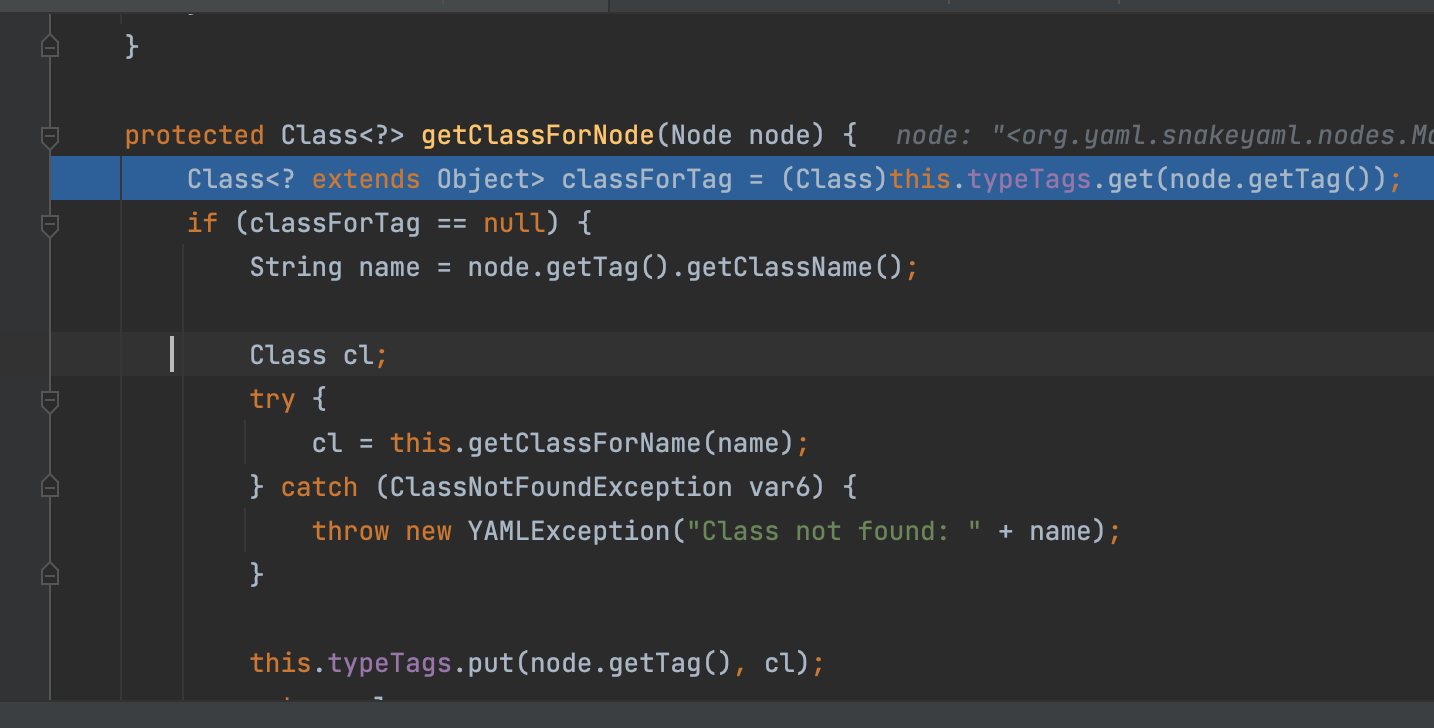 }
protected Class<?> getClassForNode(Node node) {   node: "<org.yaml.snakeyaml.nodes.Ma
Class<? extends Object> classForTag = (Class)this.typeTags.get(node.getTag());
if (classForTag == null) {
String name = node.getTag().getClassName();
Class cl;
try {
cl = this.getClassForName(name);
} catch (ClassNotFoundException var6) {
throw new YAMLException("Class not found: " + name);
}
this.typeTags.put(node.getTag(), cl);